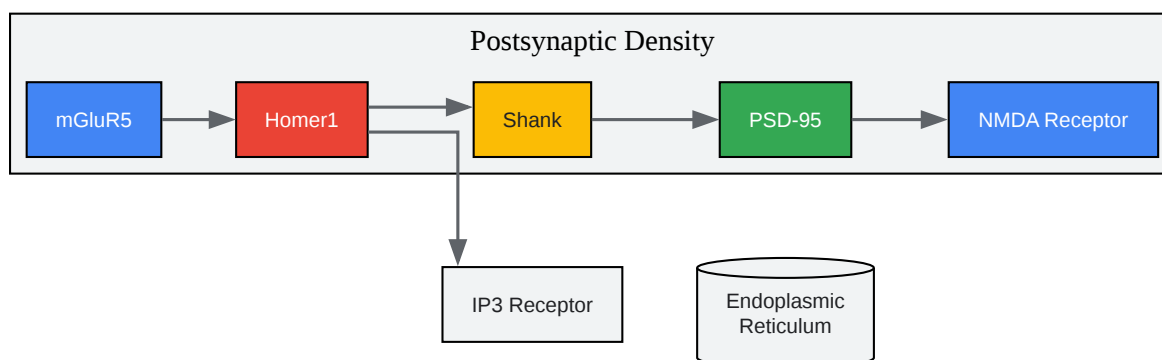 Postsynaptic Density
mGluR5
Homer1
Shank
PSD-95
NMDA Receptor
IP3 Receptor
Endoplasmic
Reticulum